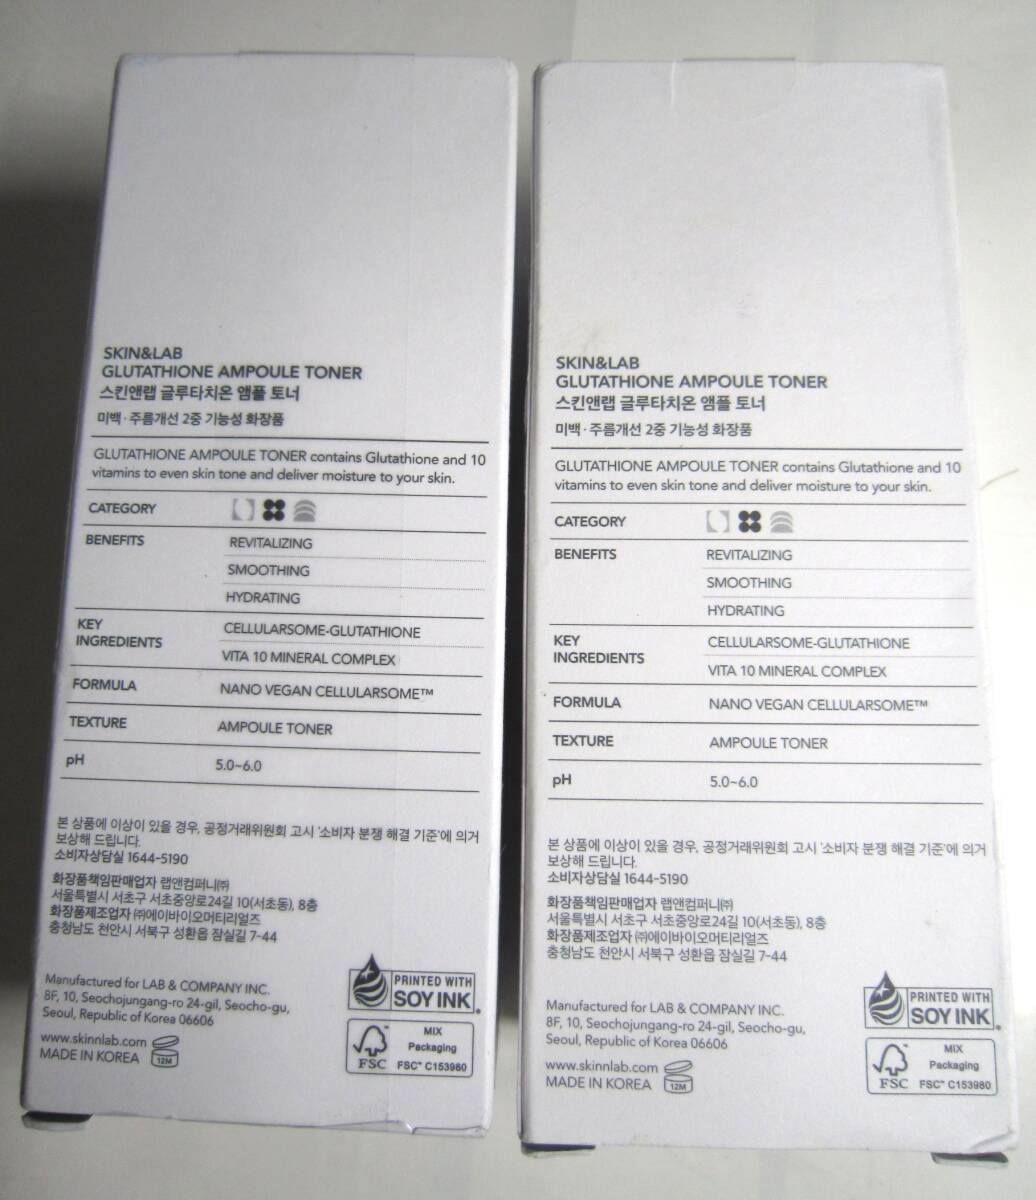 SKIN&LAB
GLUTATHIONE AMPOULE TONER
스킨앤랩 글루타치온 앰플 토너
미백 · 주름개선 2중 기능성 화장품
GLUTATHIONE AMPOULE TONER contains Glutathione and 10
vitamins to even skin tone and deliver moisture to your skin.
CATEGORY
BENEFITS REVITALIZING
SMOOTHING
HYDRATING
KEY
INGREDIENTS
CELLULARSOME-GLUTATHIONE
VITA 10 MINERAL COMPLEX
FORMULA NANO VEGAN CELLULARSOME™
TEXTURE AMPOULE TONER
pH 5.0~6.0
본 상품에 이상이 있을 경우, 공정거래위원회 고시 '소비자 분쟁 해결 기준'에 의거
보상해 드립니다.
소비자상담실 1644-5190
화장품책임판매업자 랩앤컴퍼니㈜
서울특별시 서초구 서초중앙로24길 10(서초동), 8층
화장품제조업자 ㈜에이바이오머티리얼즈
충청남도 천안시 서북구 성환읍 잠실길 7-44
Manufactured for LAB & COMPANY INC.
8F, 10, Seochojungang-ro 24-gil, Seocho-gu,
Seoul, Republic of Korea 06606
www.skinnlab.com
MADE IN KOREA 12M
PRINTED WITH
SOY INK®
FSC
MIX
Packaging
FSC™ C153980
SKIN&LAB
GLUTATHIONE AMPOULE TONER
스킨앤랩 글루타치온 앰플 토너
미백 · 주름개선 2중 기능성 화장품
GLUTATHIONE AMPOULE TONER contains Glutathione and 10
vitamins to even skin tone and deliver moisture to your skin.
CATEGORY
BENEFITS REVITALIZING
SMOOTHING
HYDRATING
KEY
INGREDIENTS
CELLULARSOME-GLUTATHIONE
VITA 10 MINERAL COMPLEX
FORMULA NANO VEGAN CELLULARSOME™
TEXTURE AMPOULE TONER
pH 5.0~6.0
본 상품에 이상이 있을 경우, 공정거래위원회 고시 '소비자 분쟁 해결 기준'에 의거
보상해 드립니다.
소비자상담실 1644-5190
화장품책임판매업자 랩앤컴퍼니㈜
서울특별시 서초구 서초중앙로24길 10(서초동), 8층
화장품제조업자 ㈜에이바이오머티리얼즈
충청남도 천안시 서북구 성환읍 잠실길 7-44
Manufactured for LAB & COMPANY INC.
8F, 10, Seochojungang-ro 24-gil, Seocho-gu,
Seoul, Republic of Korea 06606
www.skinnlab.com
MADE IN KOREA 12M
PRINTED WITH
SOY INK®
FSC
MIX
Packaging
FSC™ C153980